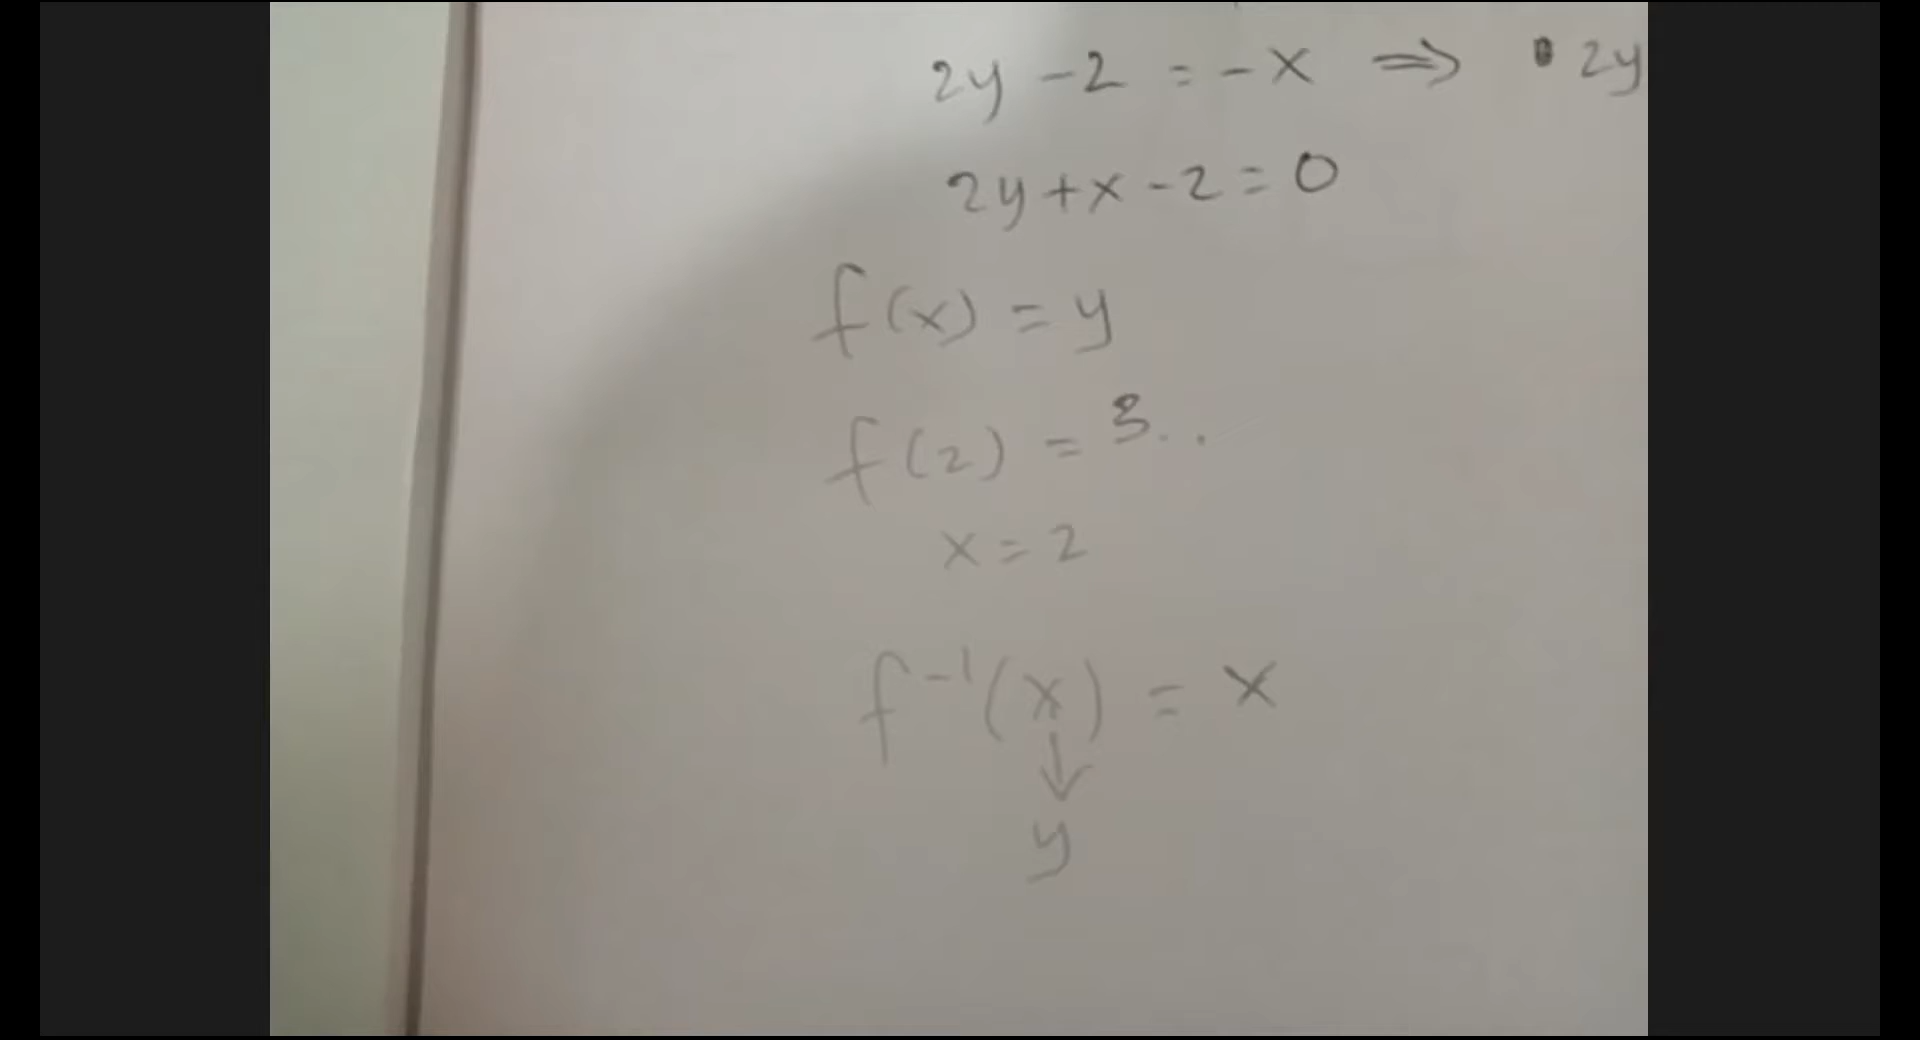 2y - 2 = -x ⇒ 2y
2y + x - 2 = 0
f(x) = y
f(2) = 3..
x = 2
f⁻¹(x) = x
↓
y